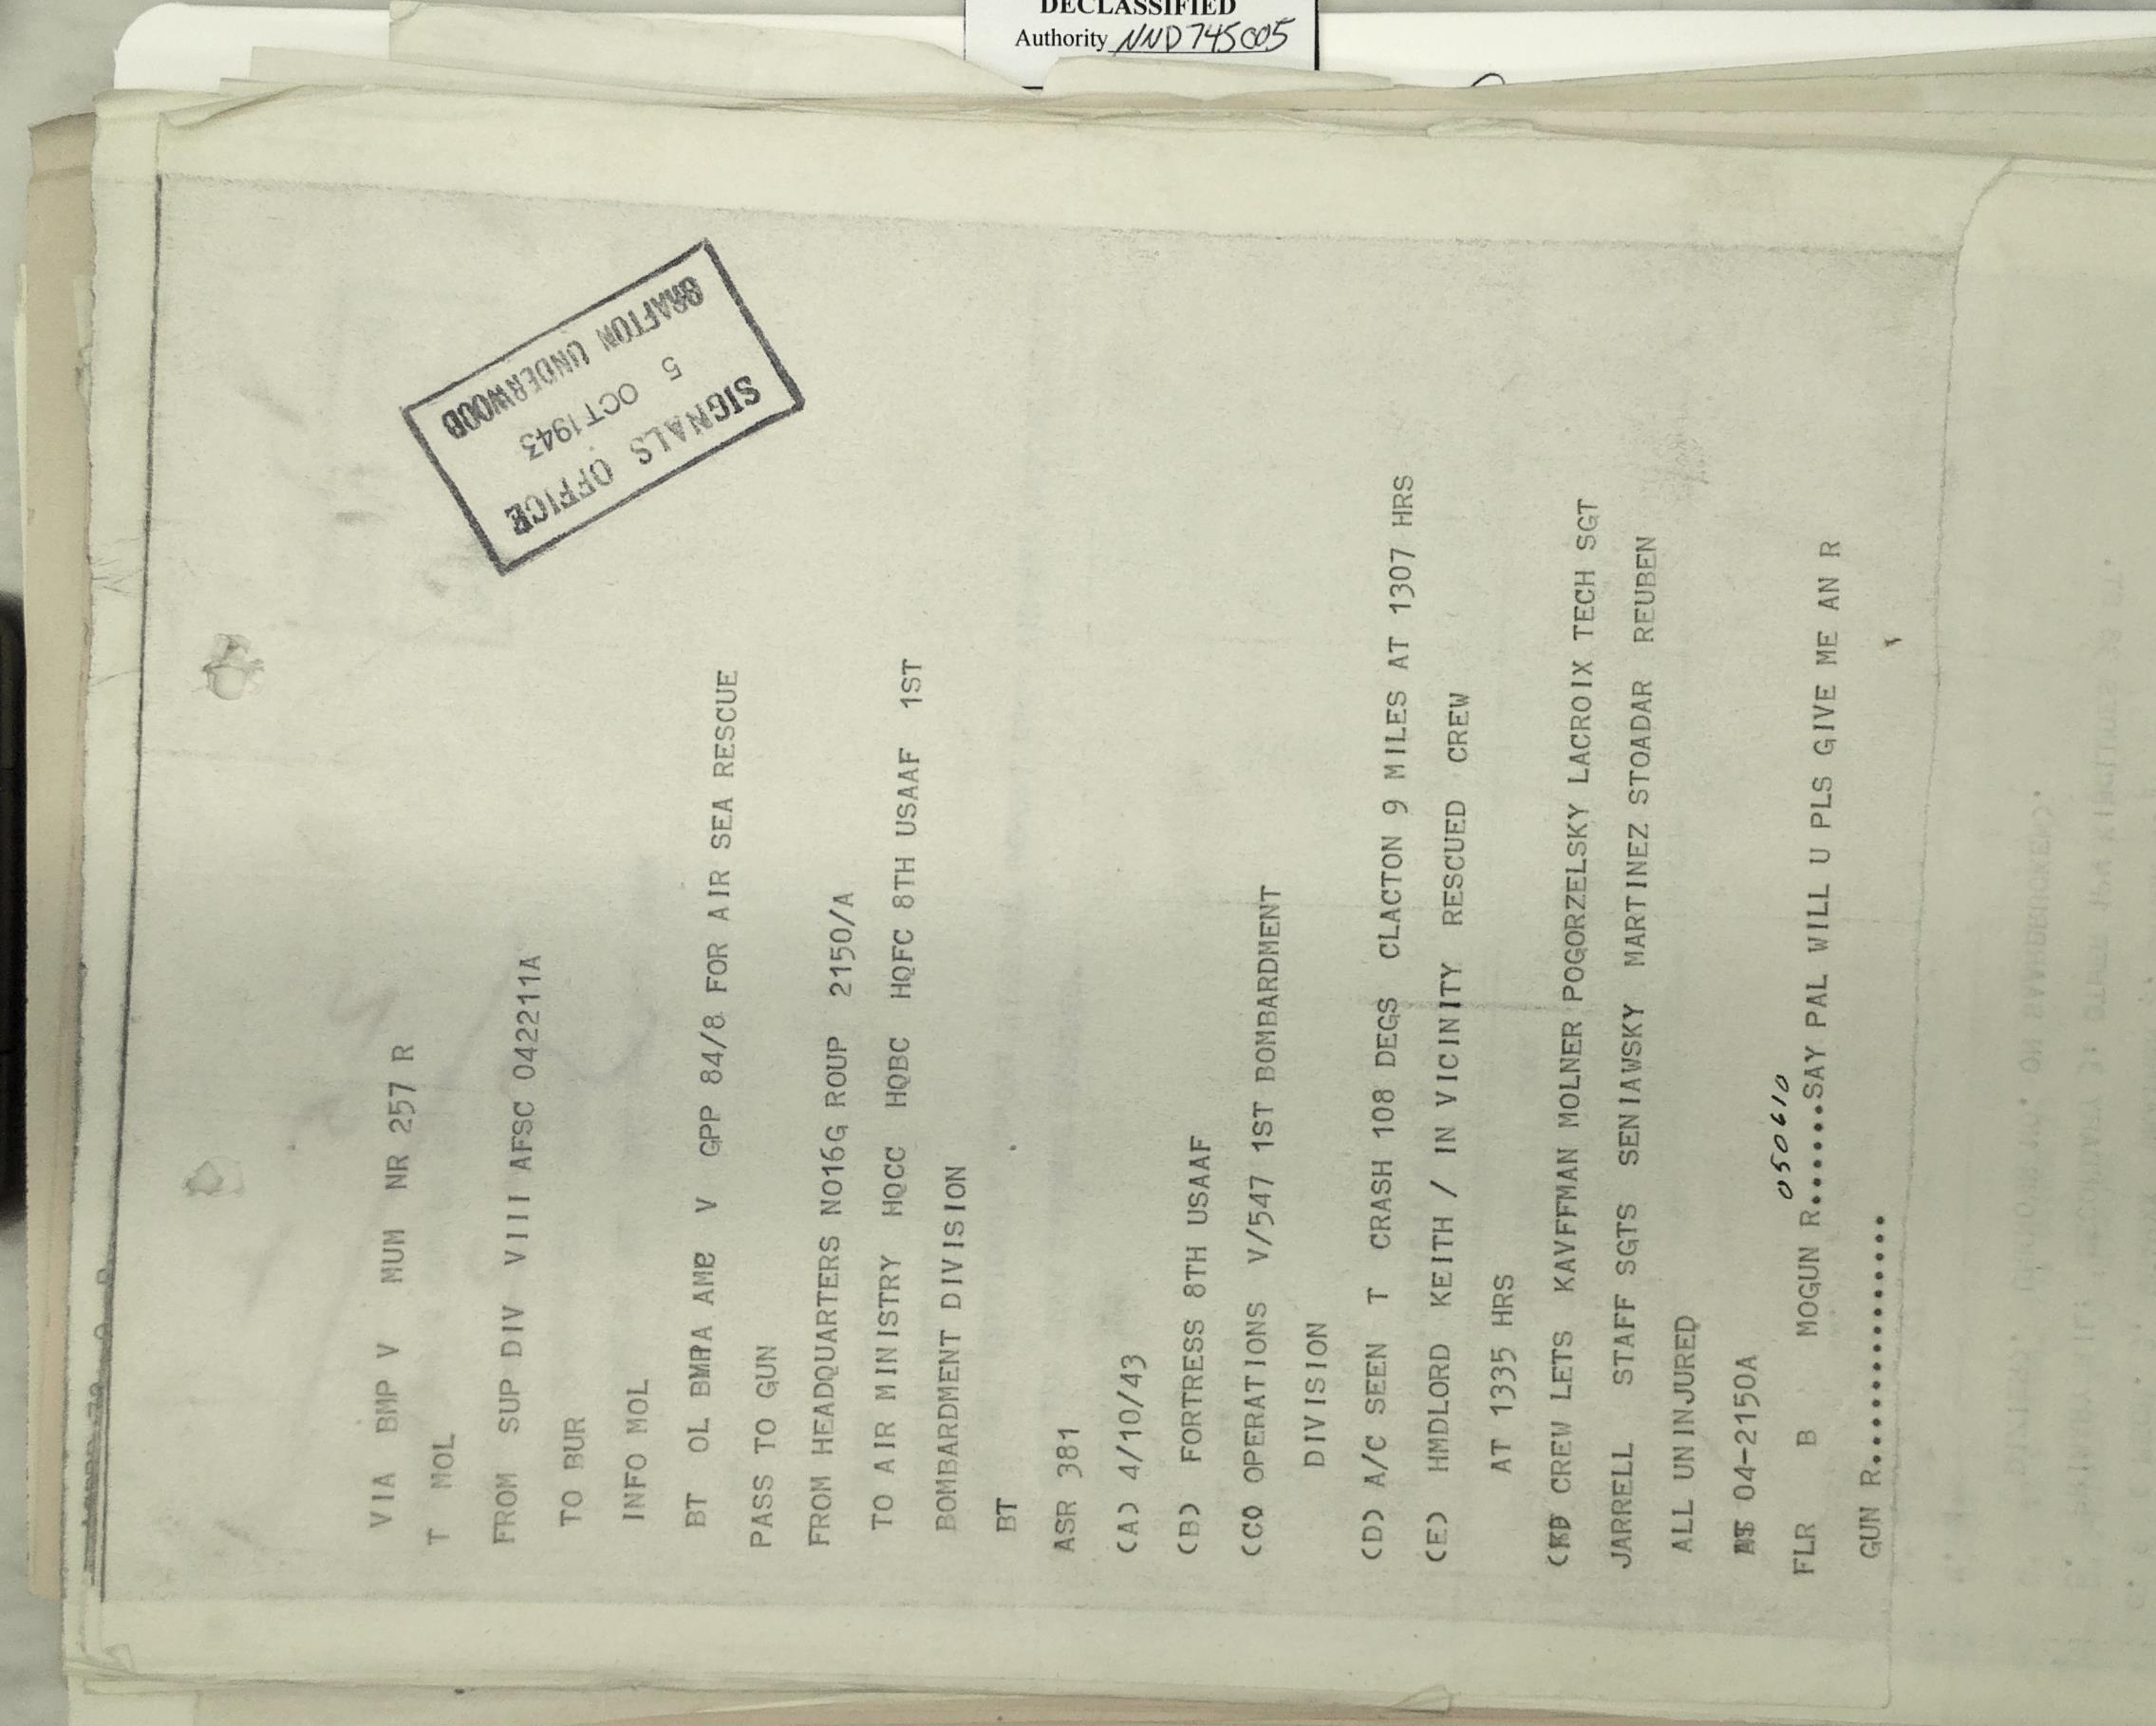 DECLASSIFIED
Authority NND745005
SIGNALS OFFICE
5 OCT 1943
GRAFTON UNDERWOOD
VIA BMP V MUM NR 257 R
T MOL
FROM SUP DIV VIII AFSC 042211A
TO BUR
INFO MOL
BT OL V GPP 84/8 FOR AIR SEA RESCUE
PASS TO GUN
FROM HEADQUARTERS NO16G ROUP 2150/A
TO AIR MINISTRY HQCC HQBC HQFC 8TH USAAF 1ST
BOMBARDMENT DIVISION
BT
ASR 381
(A) 4/10/43
(B) FORTRESS 8TH USAAF
OPERATIONS V/547 1ST BOMBARDMENT
DIVISION
(D) A/C SEEN T CRASH 108 DEGS CLACTON 9 MILES AT 1307 HRS
(E) HMDLORD KEITH / IN VICINITY RESCUED CREW
AT 1335 HRS
CREW LETS KAVFFMAN MOLNER POGORZELSKY LACROIX TECH SGT
JARRELL STAFF SGTS SENIAWSKY MARTINEZ STOADAR REUBEN
ALL UNINJURED
04-2150A
050610
FLR B MOGUN R......SAY PAL WILL U PLS GIVE ME AN R
GUN R.................